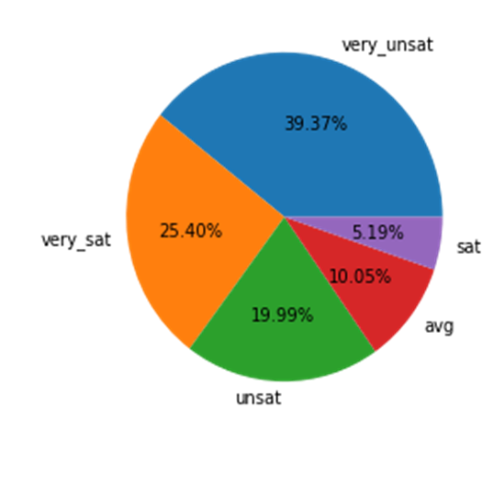 very_unsat
39.37%
very_sat
25.40%
5.19%
sat
10.05%
avg
19.99%
unsat